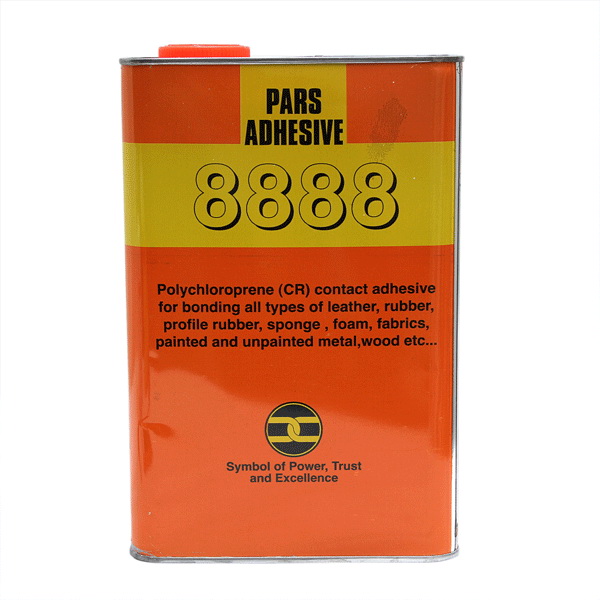 PARS
ADHESIVE
8888
Polychloroprene (CR) contact adhesive
for bonding all types of leather, rubber,
profile rubber, sponge , foam, fabrics,
painted and unpainted metal,wood etc...
Symbol of Power, Trust
and Excellence